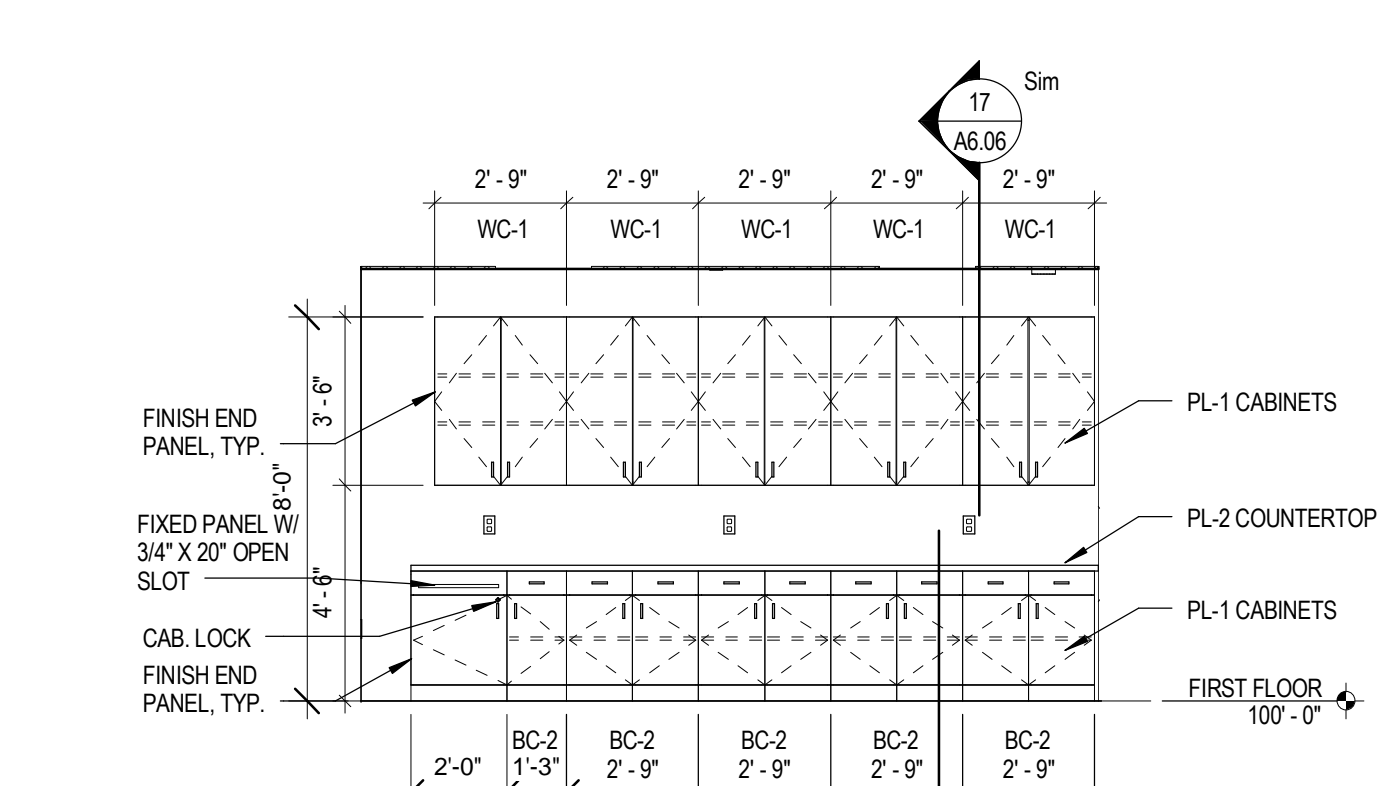 Sim
17
A6.06
2' - 9" 2' - 9" 2' - 9" 2' - 9" 2' - 9"
WC-1 WC-1 WC-1 WC-1 WC-1
3' - 6"
PL-1 CABINETS
FINISH END
PANEL, TYP.
8'-0"
FIXED PANEL W/
3/4" X 20" OPEN
SLOT
PL-2 COUNTERTOP
4' - 6"
CAB. LOCK
PL-1 CABINETS
FINISH END
PANEL, TYP.
FIRST FLOOR
100' - 0"
BC-2 BC-2 BC-2 BC-2 BC-2
2'-0" 1'-3" 2' - 9" 2' - 9" 2' - 9" 2' - 9"